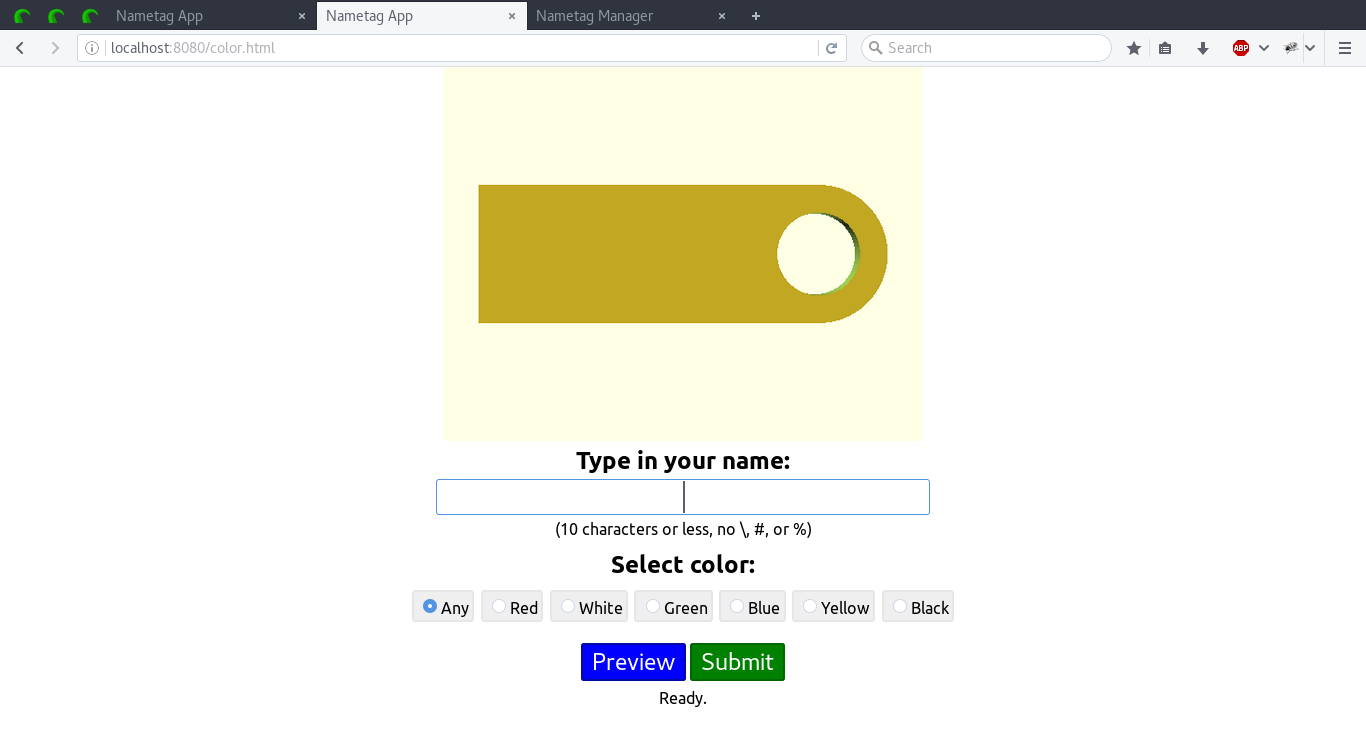 Nametag App Nametag App Nametag Manager
localhost:8080/color.html Search ABP
Type in your name:
(10 characters or less, no \, #, or %)
Select color:
Any Red White Green Blue Yellow Black
Preview Submit
Ready.